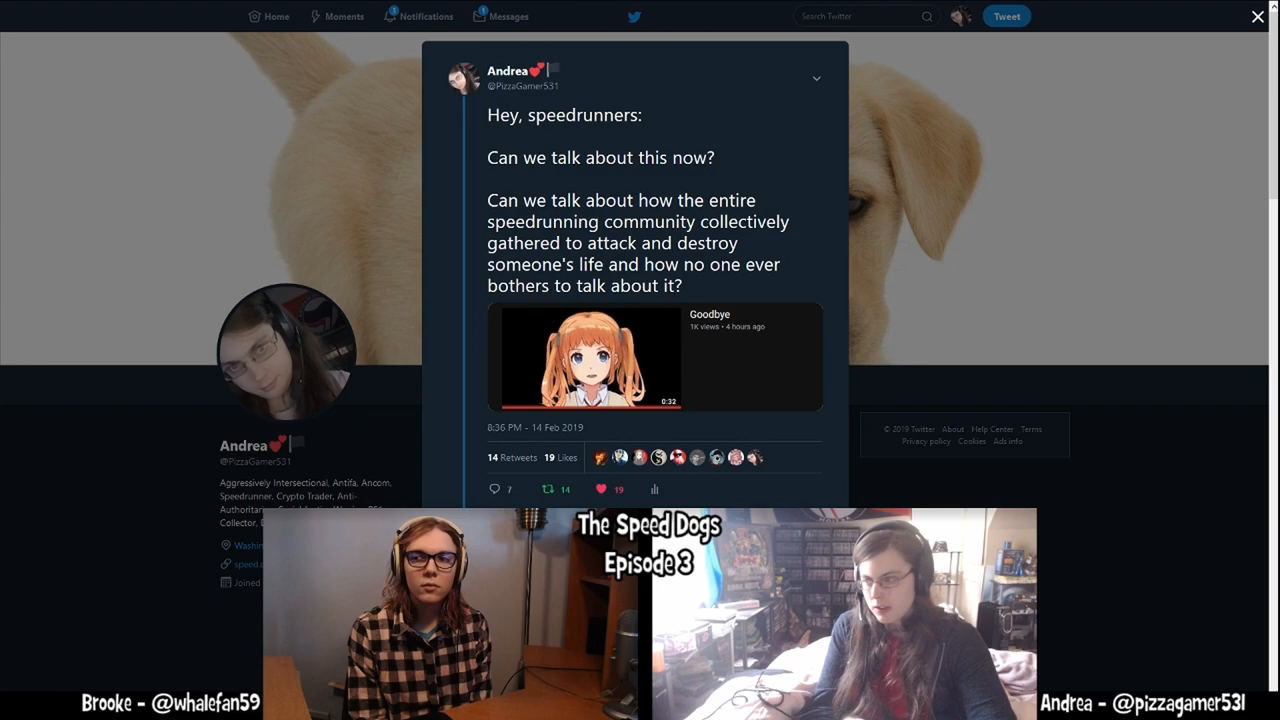 Home
Moments
3
Notifications
1
Messages
Search Twitter
Tweet
Andrea
@PizzaGamer531
Hey, speedrunners:
Can we talk about this now?
Can we talk about how the entire
speedrunning community collectively
gathered to attack and destroy
someone's life and how no one ever
bothers to talk about it?
Goodbye
1K views • 4 hours ago
0:32
8:36 PM - 14 Feb 2019
14 Retweets 19 Likes
7
14
19
Andrea
@PizzaGamer531
Aggressively Intersectional, Antifa, Ancom,
Speedrunner, Crypto Trader, Anti-
Collector,
Joined
© 2019 Twitter About Help Center Terms
Privacy policy Cookies Ads info
The Speed Dogs
Episode 3
Brooke - @whalefan59
Andrea - @pizzagamer531